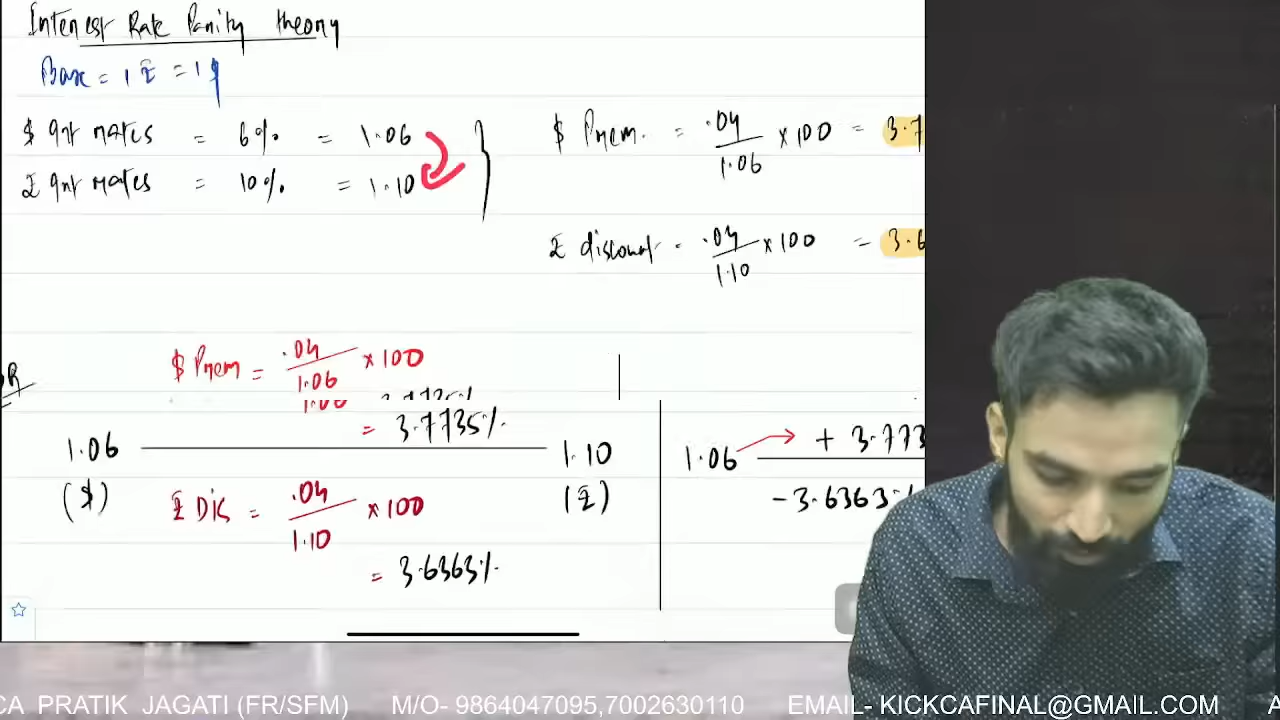 Interest Rate Parity theory
Base = 1 £ = 1 $
$ Int rates = 6% = 1.06
£ Int rates = 10% = 1.10
$ Prem. = .04/1.06 × 100 = 3.7
£ discount = .04/1.10 × 100 = 3.6
OR
$ Prem = .04/1.06 × 100
= 3.7735%
1.06 1.10
($) (£)
£ Dis = .04/1.10 × 100
= 3.6363%
1.06 + 3.773
- 3.6363%
CA PRATIK JAGATI (FR/SFM) M/O- 9864047095,7002630110 EMAIL- KICKCAFINAL@GMAIL.COM A